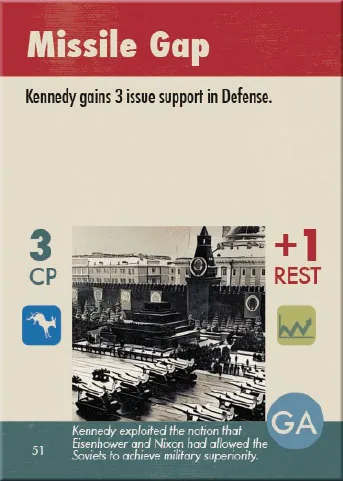 Missile Gap
Kennedy gains 3 issue support in Defense.
3
CP
+1
REST
GA
Kennedy exploited the notion that
Eisenhower and Nixon had allowed the
Soviets to achieve military superiority.
51